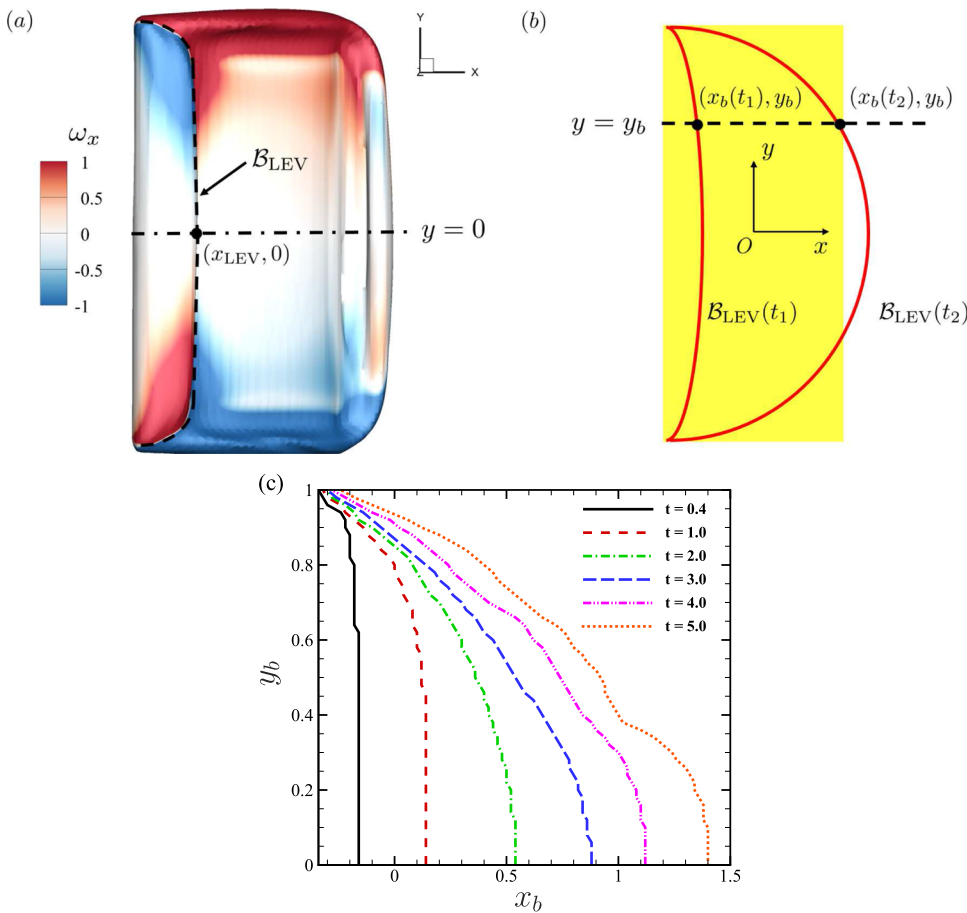 (a)
Y
Z
X
ω_x
1
0.5
0
-0.5
-1
B_LEV
y = 0
(x_LEV, 0)
(b)
y = y_b
(x_b(t_1), y_b)
(x_b(t_2), y_b)
y
O
x
B_LEV(t_1)
B_LEV(t_2)
(c)
1
0.8
0.6
0.4
0.2
0
y_b
t = 0.4
t = 1.0
t = 2.0
t = 3.0
t = 4.0
t = 5.0
0
0.5
1
1.5
x_b